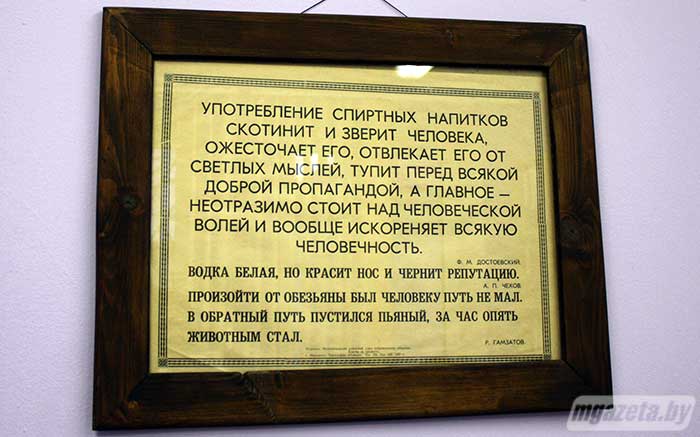 УПОТРЕБЛЕНИЕ СПИРТНЫХ НАПИТКОВ
СКОТИНИТ И ЗВЕРИТ ЧЕЛОВЕКА,
ОЖЕСТОЧАЕТ ЕГО, ОТВЛЕКАЕТ ЕГО ОТ
СВЕТЛЫХ МЫСЛЕЙ, ТУПИТ ПЕРЕД ВСЯКОЙ
ДОБРОЙ ПРОПАГАНДОЙ, А ГЛАВНОЕ —
НЕОТРАЗИМО СТОИТ НАД ЧЕЛОВЕЧЕСКОЙ
ВОЛЕЙ И ВООБЩЕ ИСКОРЕНЯЕТ ВСЯКУЮ
ЧЕЛОВЕЧНОСТЬ.
Ф. М. ДОСТОЕВСКИЙ.
ВОДКА БЕЛАЯ, НО КРАСИТ НОС И ЧЕРНИТ РЕПУТАЦИЮ.
А. П. ЧЕХОВ.
ПРОИЗОЙТИ ОТ ОБЕЗЬЯНЫ БЫЛ ЧЕЛОВЕКУ ПУТЬ НЕ МАЛ.
В ОБРАТНЫЙ ПУТЬ ПУСТИЛСЯ ПЬЯНЫЙ, ЗА ЧАС ОПЯТЬ
ЖИВОТНЫМ СТАЛ.
Р. ГАМЗАТОВ.
mgazeta.by